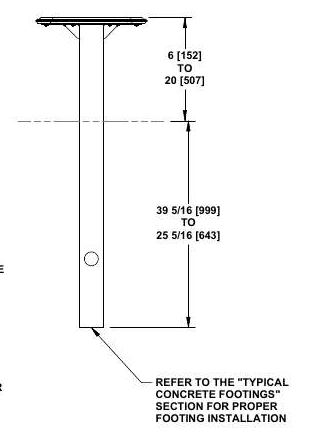 6 [152]
TO
20 [507]
39 5/16 [999]
TO
25 5/16 [643]
E
R
REFER TO THE "TYPICAL
CONCRETE FOOTINGS"
SECTION FOR PROPER
FOOTING INSTALLATION